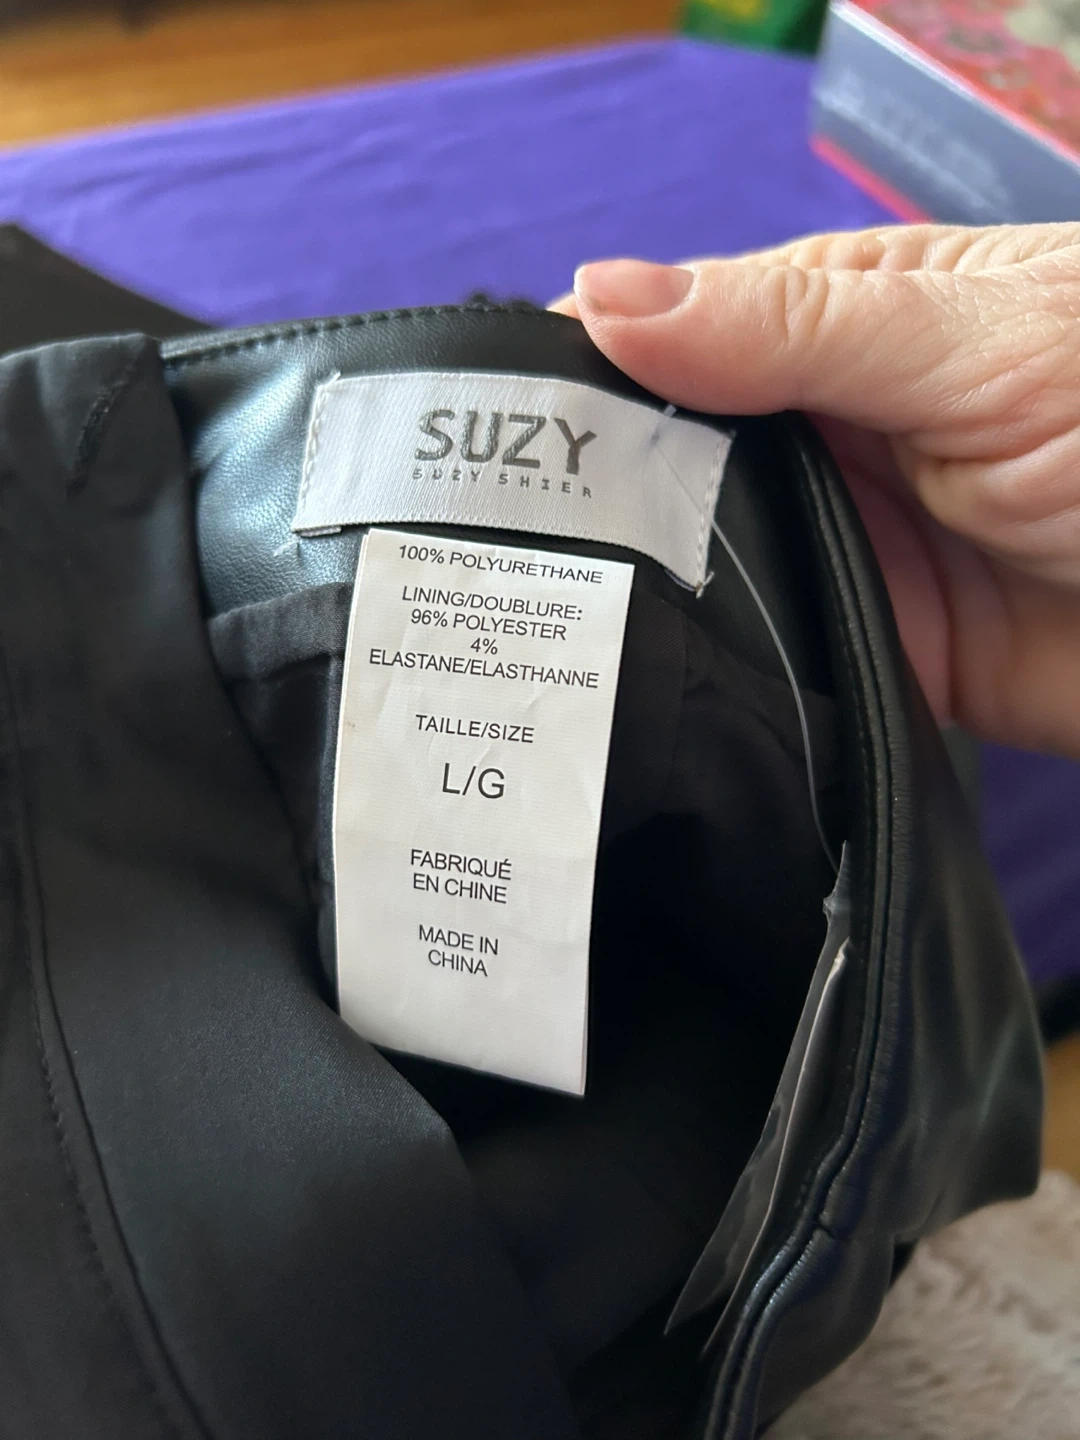 SUZY
SUZY SHIER
100% POLYURETHANE
LINING/DOUBLURE:
96% POLYESTER
4%
ELASTANE/ELASTHANNE
TAILLE/SIZE
L/G
FABRIQUÉ
EN CHINE
MADE IN
CHINA